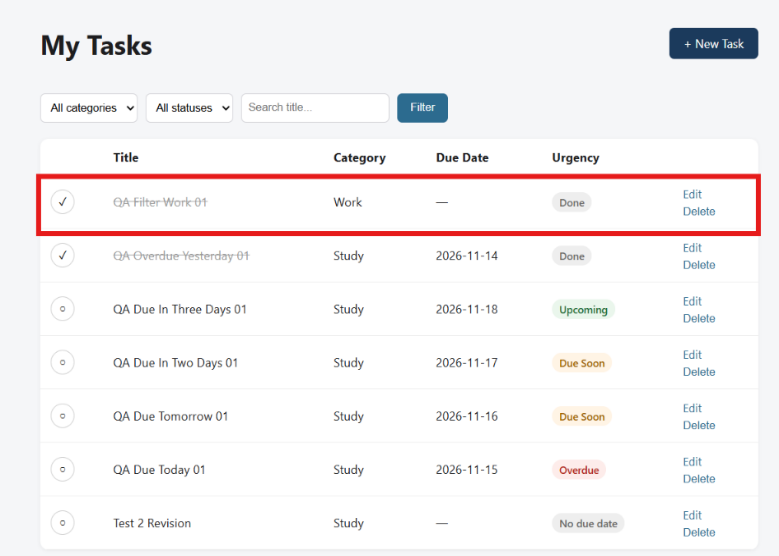 My Tasks
+ New Task
All categories All statuses Search title... Filter
Title Category Due Date Urgency
✓ QA Filter Work 01 Work — Done Edit
Delete
✓ QA Overdue Yesterday 01 Study 2026-11-14 Done Edit
Delete
QA Due In Three Days 01 Study 2026-11-18 Upcoming Edit
Delete
QA Due In Two Days 01 Study 2026-11-17 Due Soon Edit
Delete
QA Due Tomorrow 01 Study 2026-11-16 Due Soon Edit
Delete
QA Due Today 01 Study 2026-11-15 Overdue Edit
Delete
Test 2 Revision Study — No due date Edit
Delete